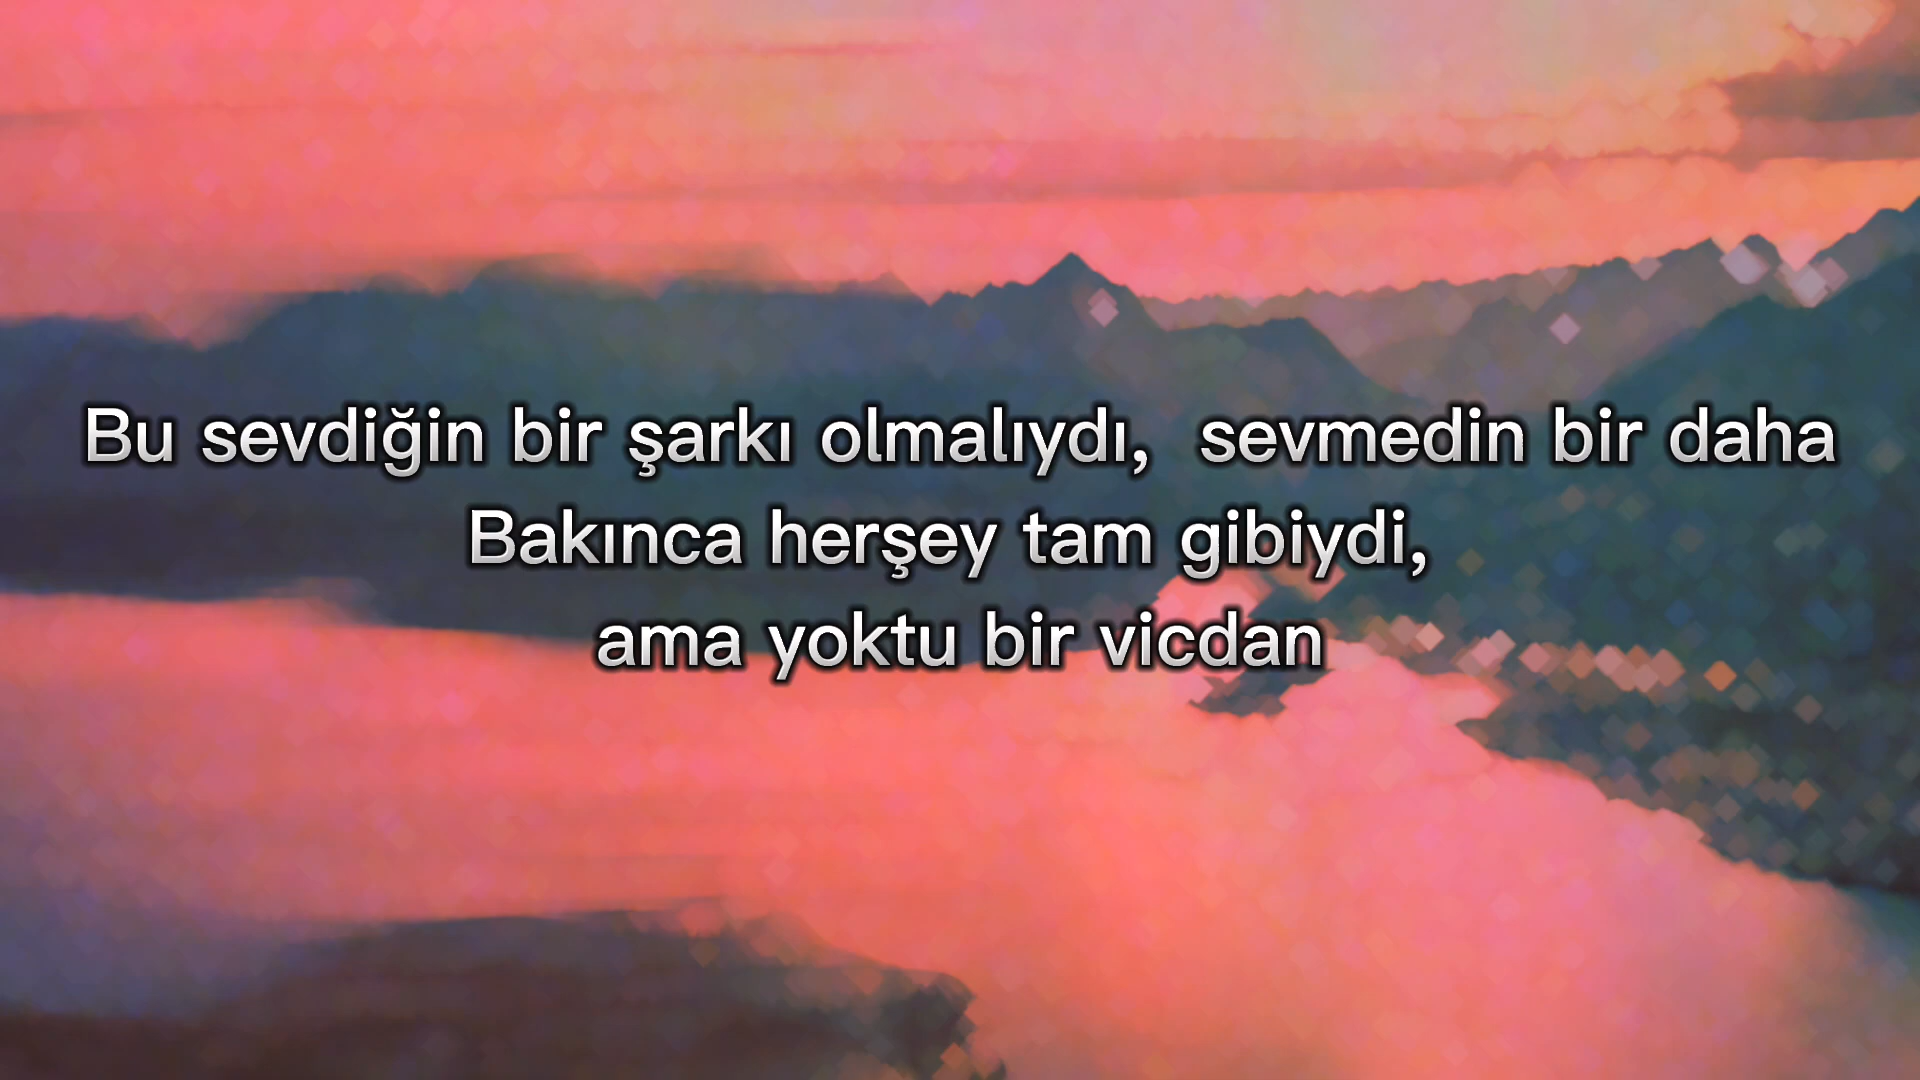 Bu sevdiğin bir şarkı olmalıydı,  sevmedin bir daha
Bakınca herşey tam gibiydi,
ama yoktu bir vicdan